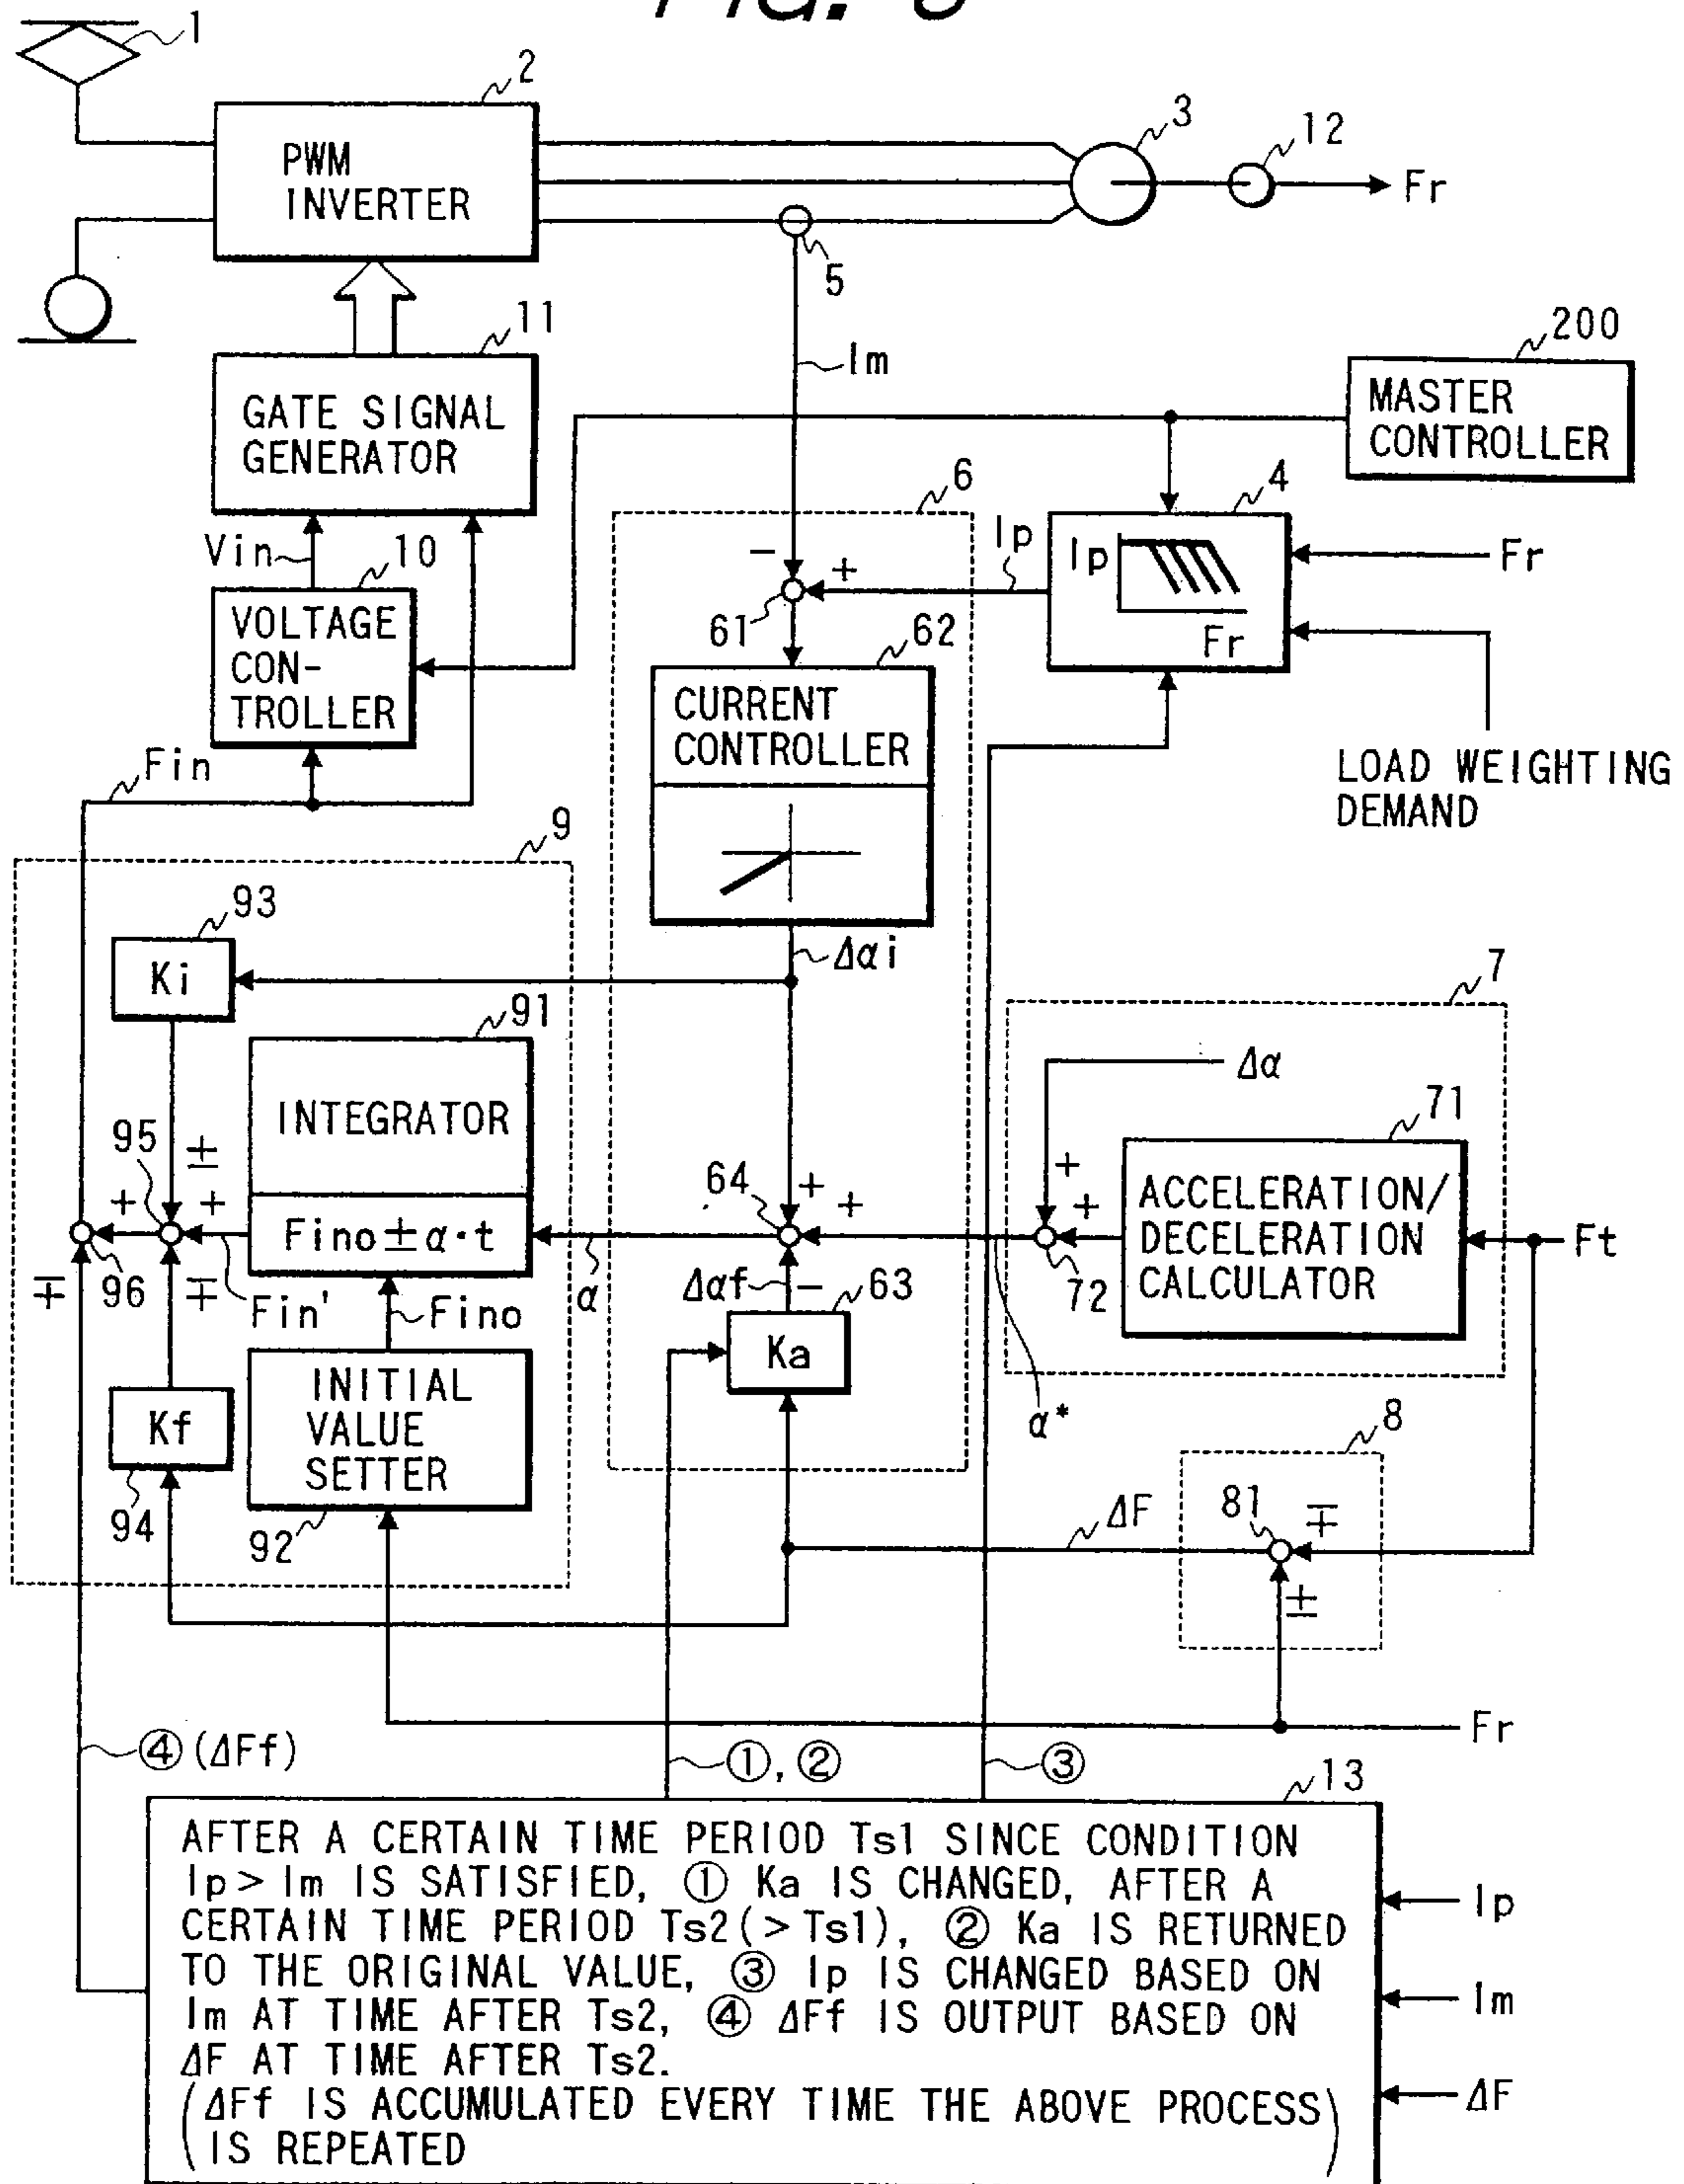 1
2
PWM
INVERTER
3
12
Fr
5
11
Im
GATE SIGNAL
GENERATOR
200
MASTER
CONTROLLER
6
4
Vin
10
Ip
Ip
Fr
Fr
-
+
61
62
VOLTAGE
CON-
TROLLER
CURRENT
CONTROLLER
LOAD WEIGHTING
DEMAND
Fin
9
93
Ki
Δαi
7
91
INTEGRATOR
Δα
71
95
±
+
+
64
+
+
+
+
ACCELERATION/
DECELERATION
CALCULATOR
Ft
Fino±α·t
∓
96
∓
Fin'
Fino
α
Δαf
-
63
72
Ka
INITIAL
VALUE
SETTER
Kf
α*
8
94
92
ΔF
81
∓
±
Fr
④(ΔFf)
①, ②
③
13
AFTER A CERTAIN TIME PERIOD Ts1 SINCE CONDITION
Ip > Im IS SATISFIED, ① Ka IS CHANGED, AFTER A
CERTAIN TIME PERIOD Ts2(>Ts1), ② Ka IS RETURNED
TO THE ORIGINAL VALUE, ③ Ip IS CHANGED BASED ON
Im AT TIME AFTER Ts2, ④ ΔFf IS OUTPUT BASED ON
ΔF AT TIME AFTER Ts2.
(ΔFf IS ACCUMULATED EVERY TIME THE ABOVE PROCESS
IS REPEATED)
Ip
Im
ΔF